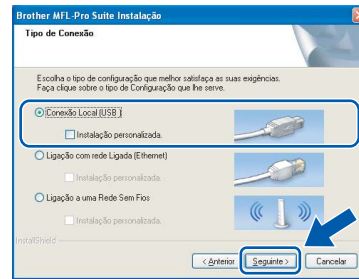 Brother MFL-Pro Suite Instalação
Tipo de Conexão
Escolha o tipo de configuração que melhor satisfaça as suas exigências.
Faça clique sobre o tipo de Configuração que lhe serve.
Conexão Local (USB)
Instalação personalizada.
Ligação com rede Ligada (Ethernet)
Instalação personalizada.
Ligação a uma Rede Sem Fios
Instalação personalizada.
InstallShield
< Anterior
Seguinte >
Cancelar